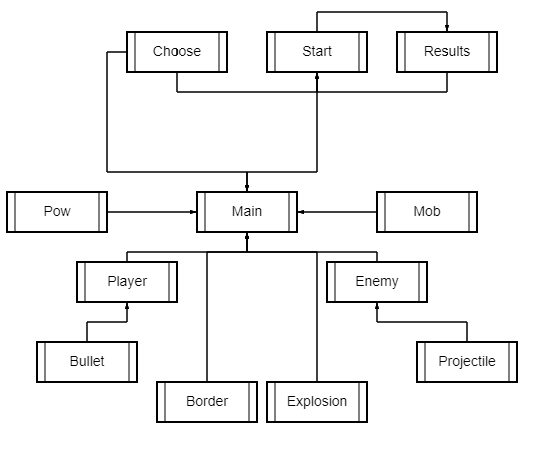 Choose
Start
Results
Pow
Main
Mob
Player
Enemy
Bullet
Projectile
Border
Explosion